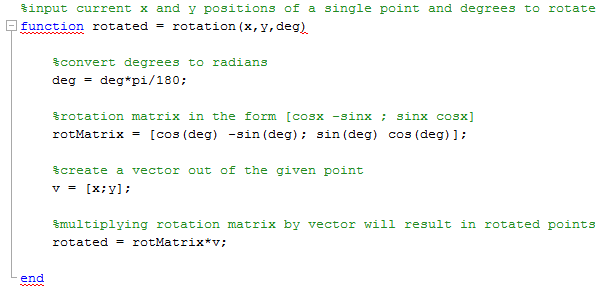 %input current x and y positions of a single point and degrees to rotate
function rotated = rotation(x,y,deg)
%convert degrees to radians
deg = deg*pi/180;
%rotation matrix in the form [cosx -sinx ; sinx cosx]
rotMatrix = [cos(deg) -sin(deg); sin(deg) cos(deg)];
%create a vector out of the given point
v = [x;y];
%multiplying rotation matrix by vector will result in rotated points
rotated = rotMatrix*v;
end